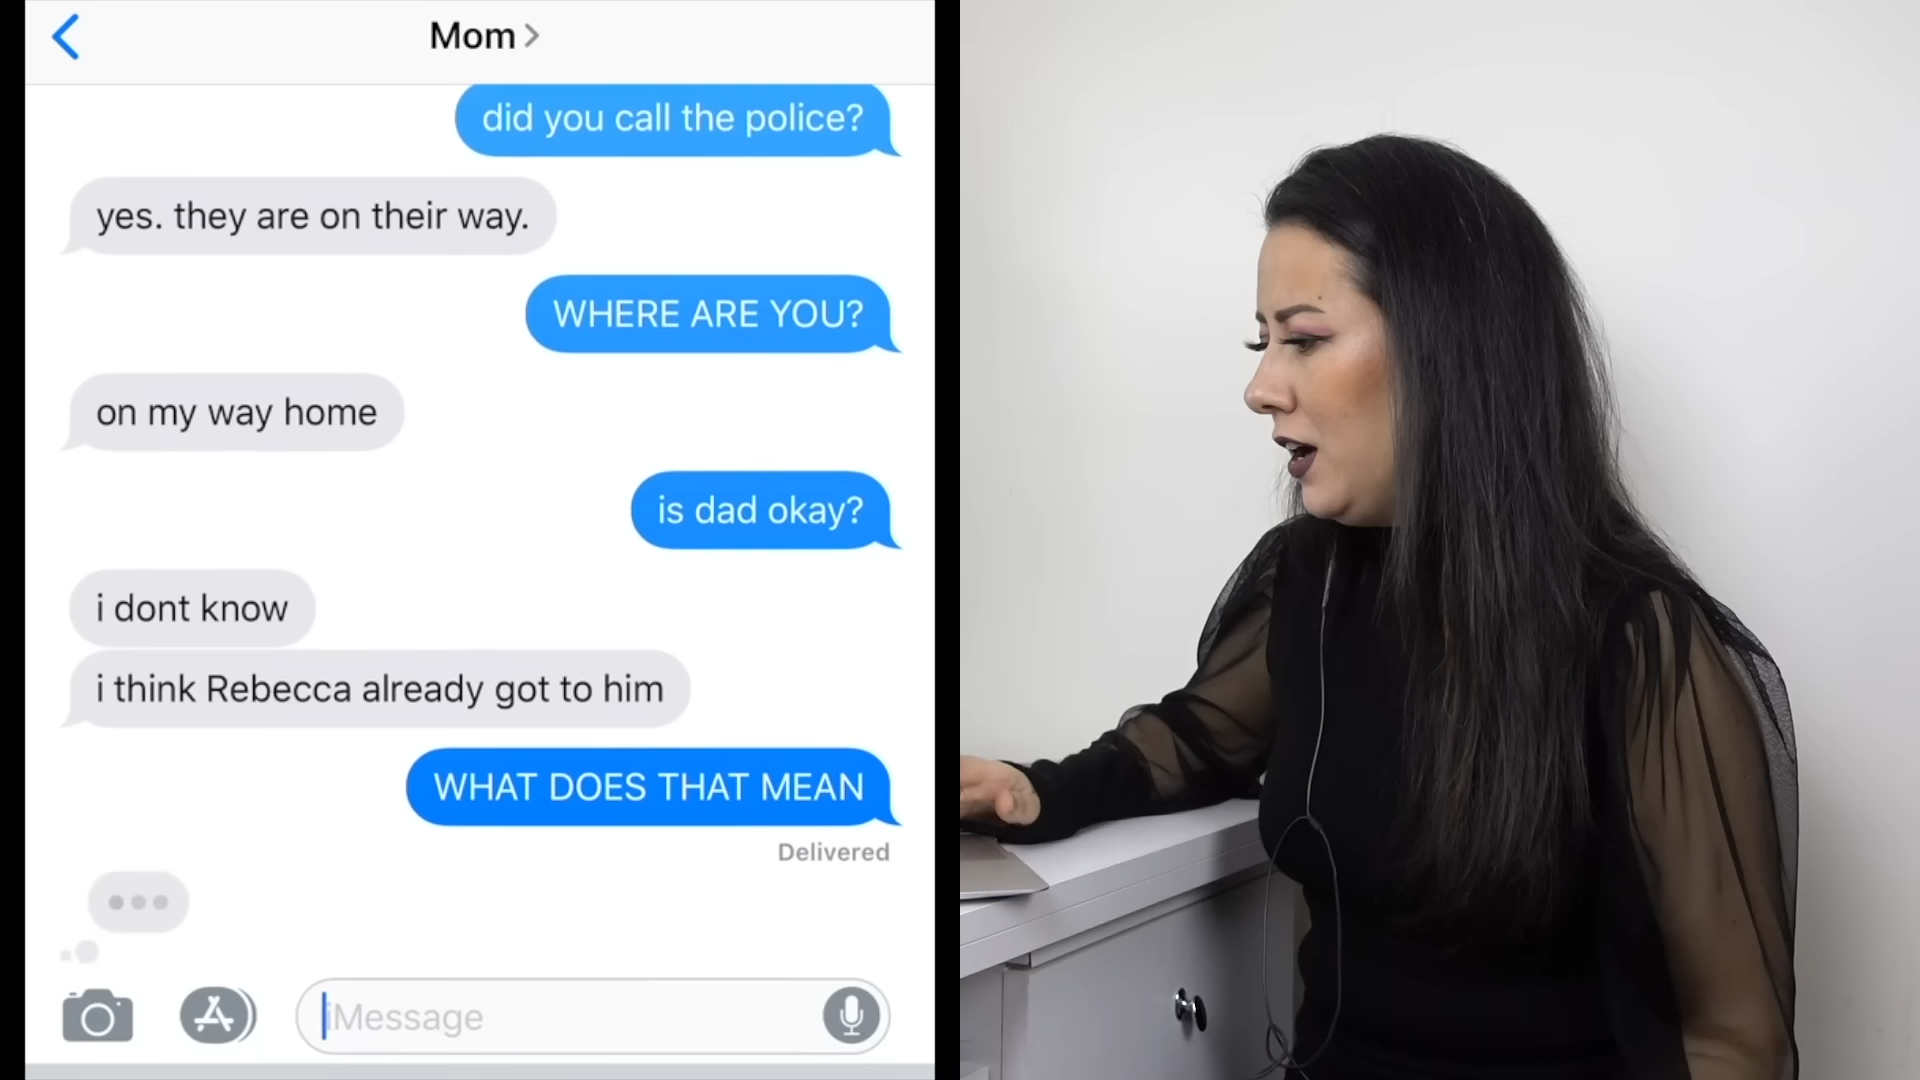 Mom
did you call the police?
yes. they are on their way.
WHERE ARE YOU?
on my way home
is dad okay?
i dont know
i think Rebecca already got to him
WHAT DOES THAT MEAN
Delivered
iMessage